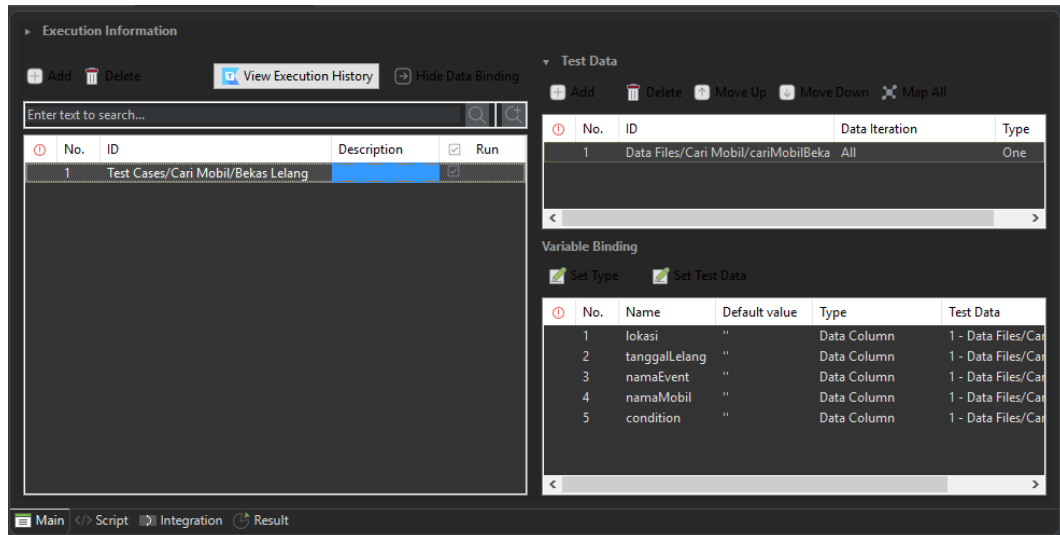 Execution Information
Add Delete View Execution History Hide Data Binding
Enter text to search...
No. ID Description Run
1 Test Cases/Cari Mobil/Bekas Lelang
Test Data
Add Delete Move Up Move Down Map All
No. ID Data Iteration Type
1 Data Files/Cari Mobil/cariMobilBeka All One
Variable Binding
Set Type Set Test Data
No. Name Default value Type Test Data
1 lokasi '' Data Column 1 - Data Files/Car
2 tanggalLelang '' Data Column 1 - Data Files/Car
3 namaEvent '' Data Column 1 - Data Files/Car
4 namaMobil '' Data Column 1 - Data Files/Car
5 condition '' Data Column 1 - Data Files/Car
Main </> Script Integration Result